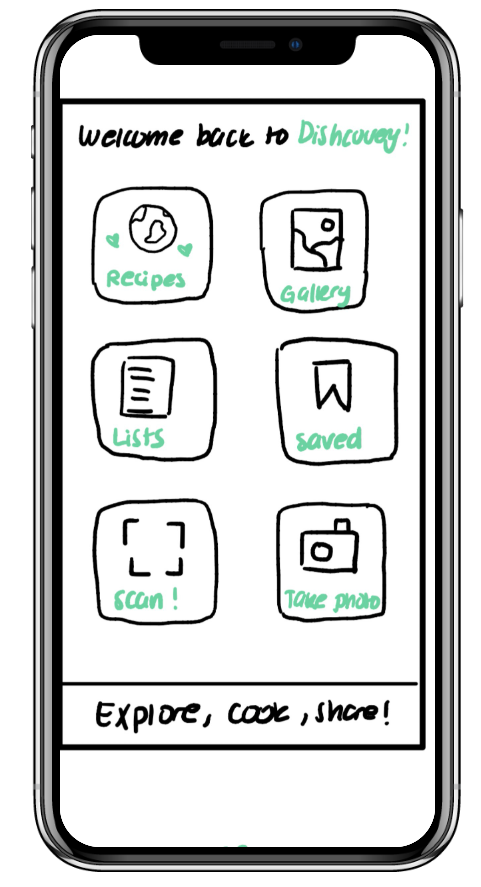 Welcome back to Dishcovery!
Recipes
Gallery
Lists
saved
scan !
Take photo
Explore, cook, share!